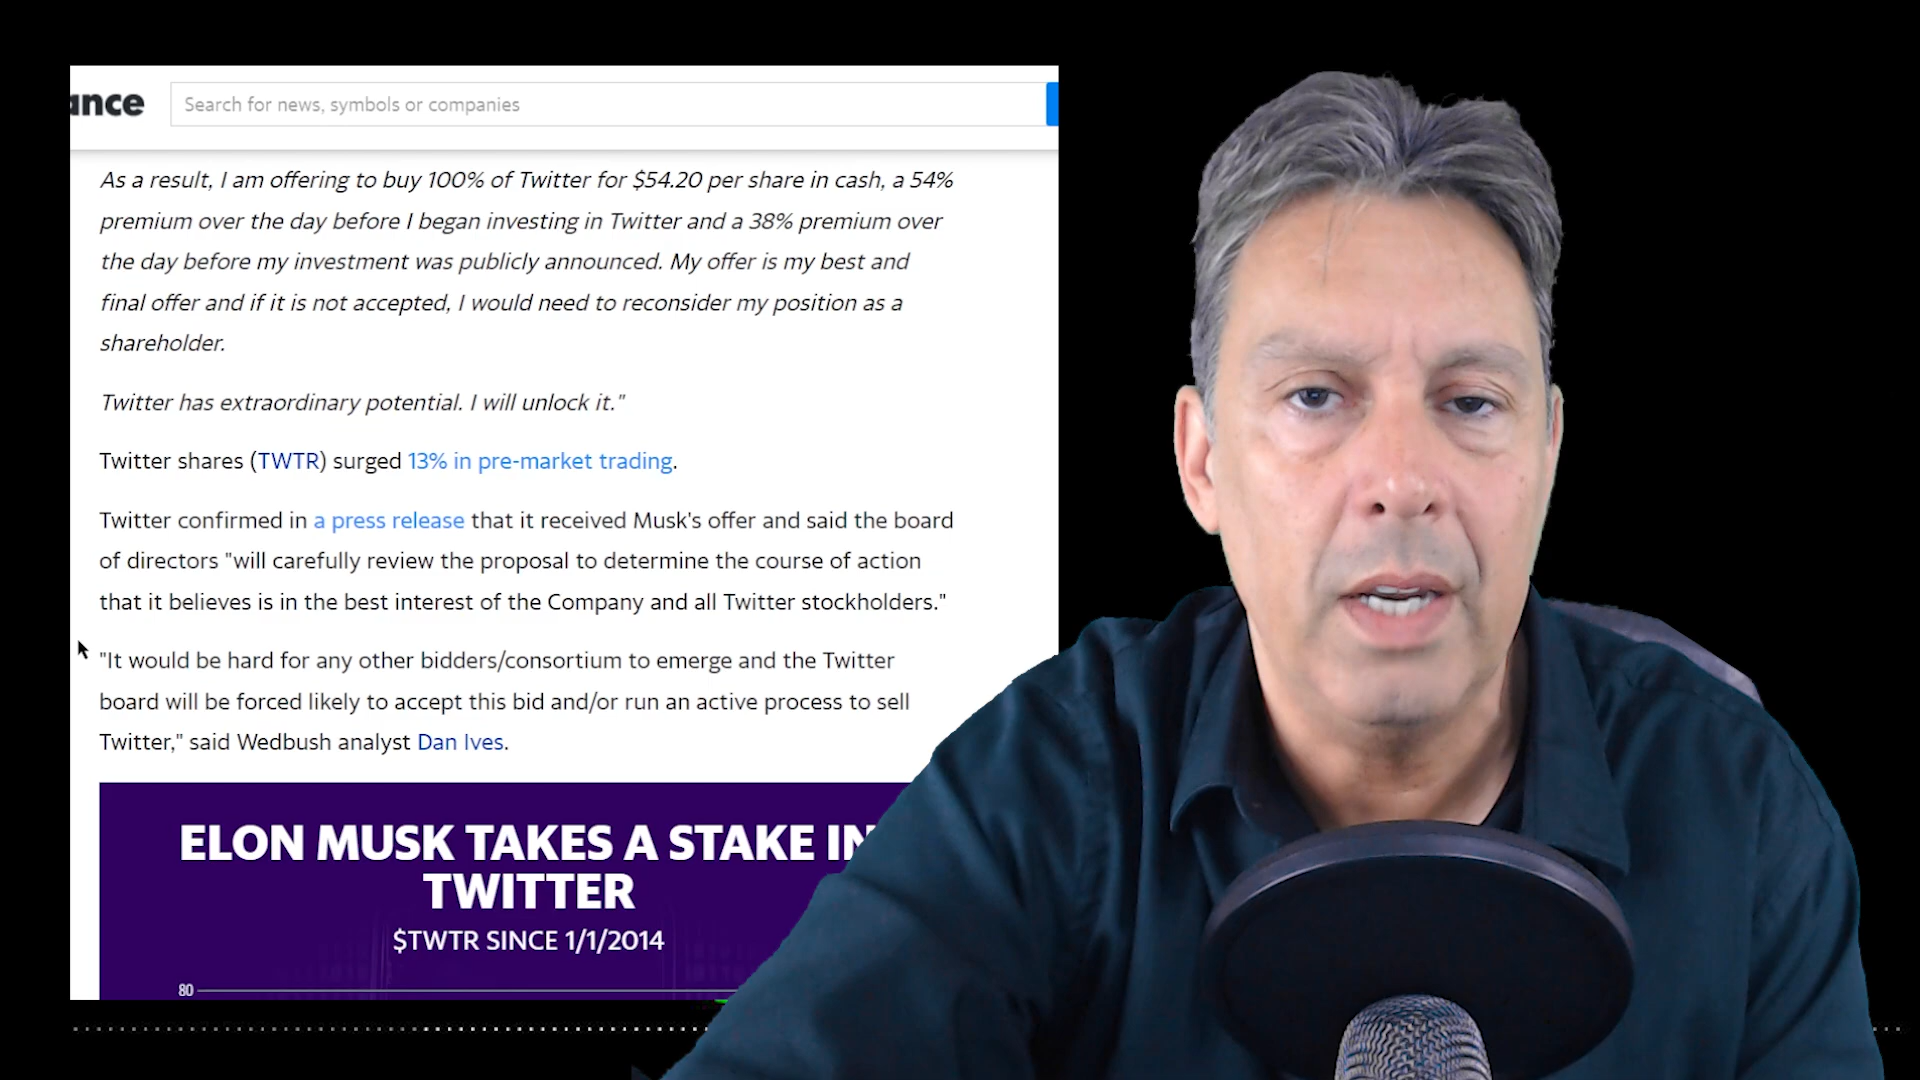 ance
Search for news, symbols or companies
As a result, I am offering to buy 100% of Twitter for $54.20 per share in cash, a 54%
premium over the day before I began investing in Twitter and a 38% premium over
the day before my investment was publicly announced. My offer is my best and
final offer and if it is not accepted, I would need to reconsider my position as a
shareholder.
Twitter has extraordinary potential. I will unlock it."
Twitter shares (TWTR) surged 13% in pre-market trading.
Twitter confirmed in a press release that it received Musk's offer and said the board
of directors "will carefully review the proposal to determine the course of action
that it believes is in the best interest of the Company and all Twitter stockholders."
"It would be hard for any other bidders/consortium to emerge and the Twitter
board will be forced likely to accept this bid and/or run an active process to sell
Twitter," said Wedbush analyst Dan Ives.
ELON MUSK TAKES A STAKE IN
TWITTER
$TWTR SINCE 1/1/2014
80